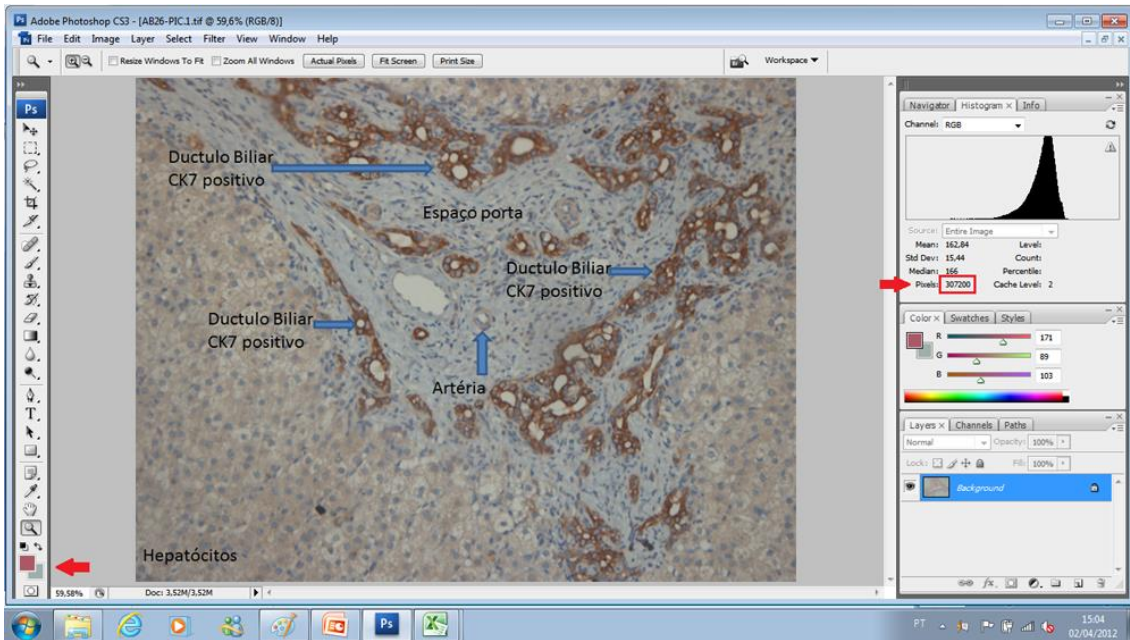 Adobe Photoshop CS3 - [AB26-PIC.1.tif @ 59,6% (RGB/8)]
File Edit Image Layer Select Filter View Window Help
Resize Windows To Fit Zoom All Windows Actual Pixels Fit Screen Print Size Workspace
Ps
Ductulo Biliar
CK7 positivo
Espaço porta
Ductulo Biliar
CK7 positivo
Ductulo Biliar
CK7 positivo
Artéria
Hepatócitos
59,58% Doc: 3,52M/3,52M
Navigator Histogram × Info
Channel: RGB
Source: Entire Image
Mean: 162,84 Level:
Std Dev: 15,44 Count:
Median: 166 Percentile:
Pixels: 307200 Cache Level: 2
Color × Swatches Styles
R 171
G 89
B 103
Layers × Channels Paths
Normal Opacity: 100%
Lock: Fill: 100%
Background
Ps
PT 15:04
02/04/2012